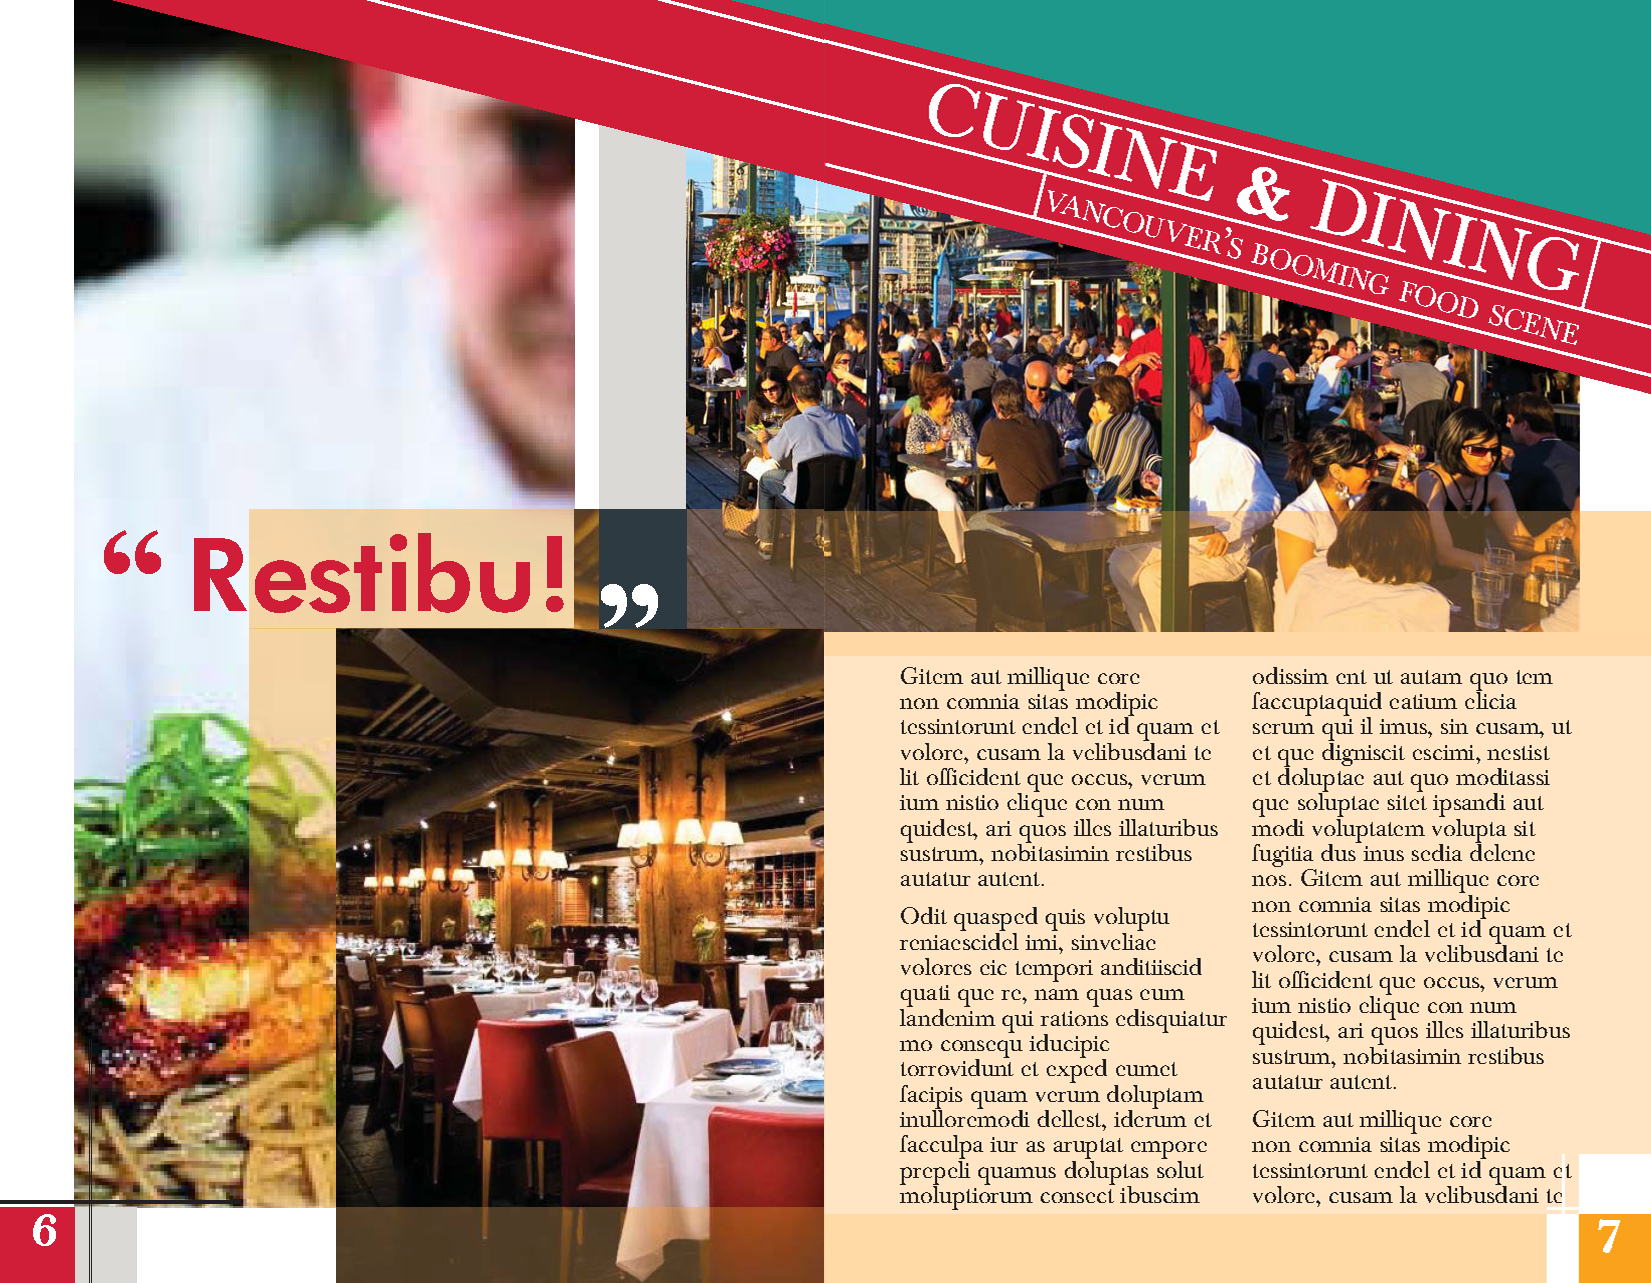 CUISINE & DINING
VANCOUVER’S BOOMING FOOD SCENE
“ Restibu! ”
Gitem aut millique core
non comnia sitas modipic
tessintorunt endel et id quam et
volore, cusam la velibusdani te
lit officident que occus, verum
ium nistio elique con num
quidest, ari quos illes illaturibus
sustrum, nobitasimin restibus
autatur autent.
Odit quasped quis voluptu
reniaescidel imi, sinveliae
volores eic tempori anditiiscid
quati que re, nam quas eum
landenim qui rations edisquiatur
mo consequ iducipic
torrovidunt et exped eumet
facipis quam verum doluptam
inulloremodi dellest, iderum et
facculpa iur as aruptat empore
prepeli quamus doluptas solut
moluptiorum consect ibuscim
odissim ent ut autam quo tem
faccuptaquid eatium elicia
serum qui il imus, sin cusam, ut
et que digniscit escimi, nestist
et doluptae aut quo moditassi
que soluptae sitet ipsandi aut
modi voluptatem volupta sit
fugitia dus inus sedia delene
nos. Gitem aut millique core
non comnia sitas modipic
tessintorunt endel et id quam et
volore, cusam la velibusdani te
lit officident que occus, verum
ium nistio elique con num
quidest, ari quos illes illaturibus
sustrum, nobitasimin restibus
autatur autent.
Gitem aut millique core
non comnia sitas modipic
tessintorunt endel et id quam et
volore, cusam la velibusdani te
6
7